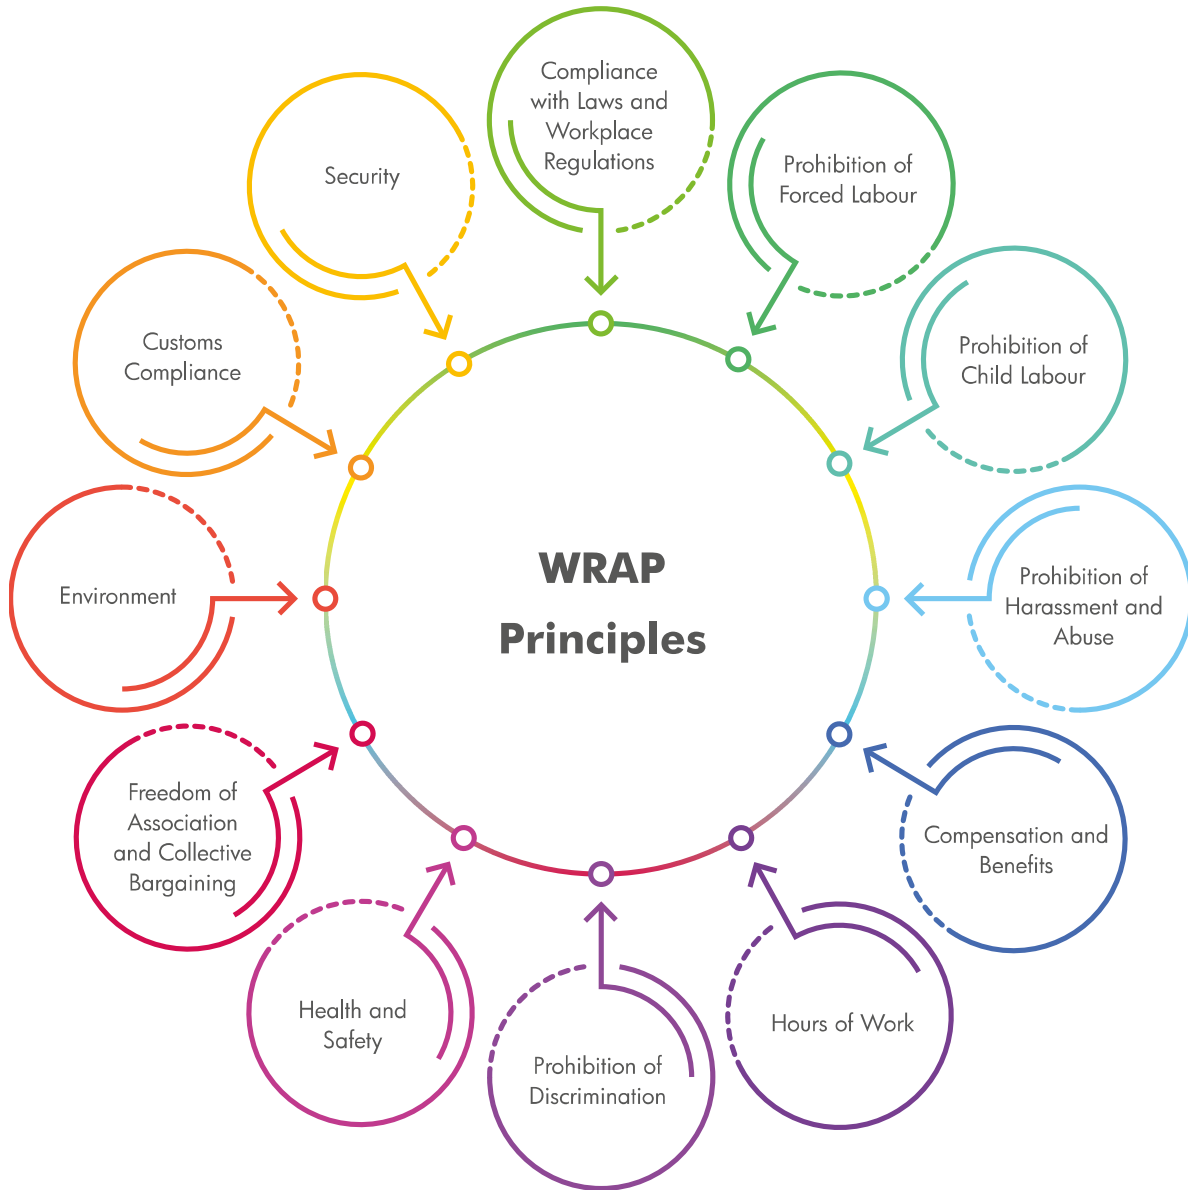 Compliance
with Laws and
Workplace
Regulations
Prohibition of
Forced Labour
Prohibition of
Child Labour
Prohibition of
Harassment and
Abuse
Compensation and
Benefits
Hours of Work
Prohibition of
Discrimination
Health and
Safety
Freedom of
Association
and Collective
Bargaining
Environment
Customs
Compliance
Security
WRAP
Principles